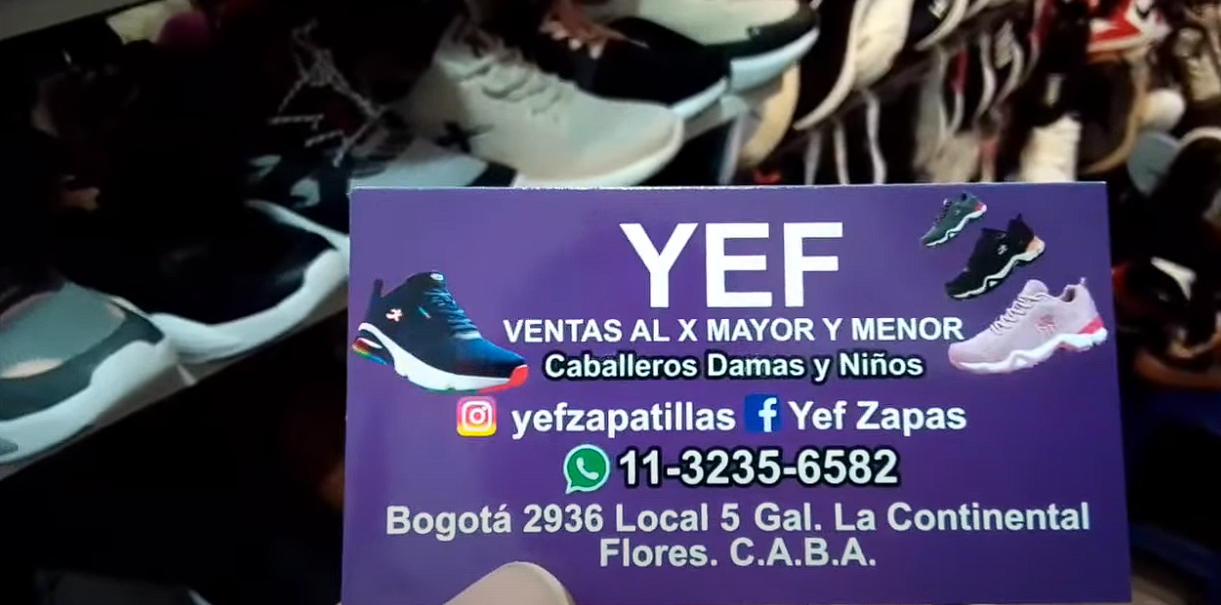 YEF
VENTAS AL X MAYOR Y MENOR
Caballeros Damas y Niños
yefzapatillas Yef Zapas
11-3235-6582
Bogotá 2936 Local 5 Gal. La Continental
Flores. C.A.B.A.